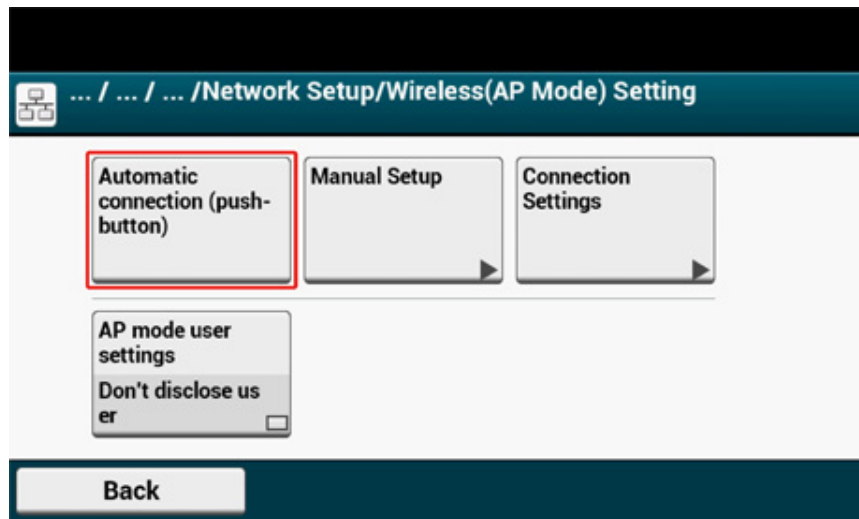 ... / ... / ... /Network Setup/Wireless(AP Mode) Setting
Automatic
connection (push-
button)
Manual Setup
Connection
Settings
AP mode user
settings
Don't disclose us
er
Back